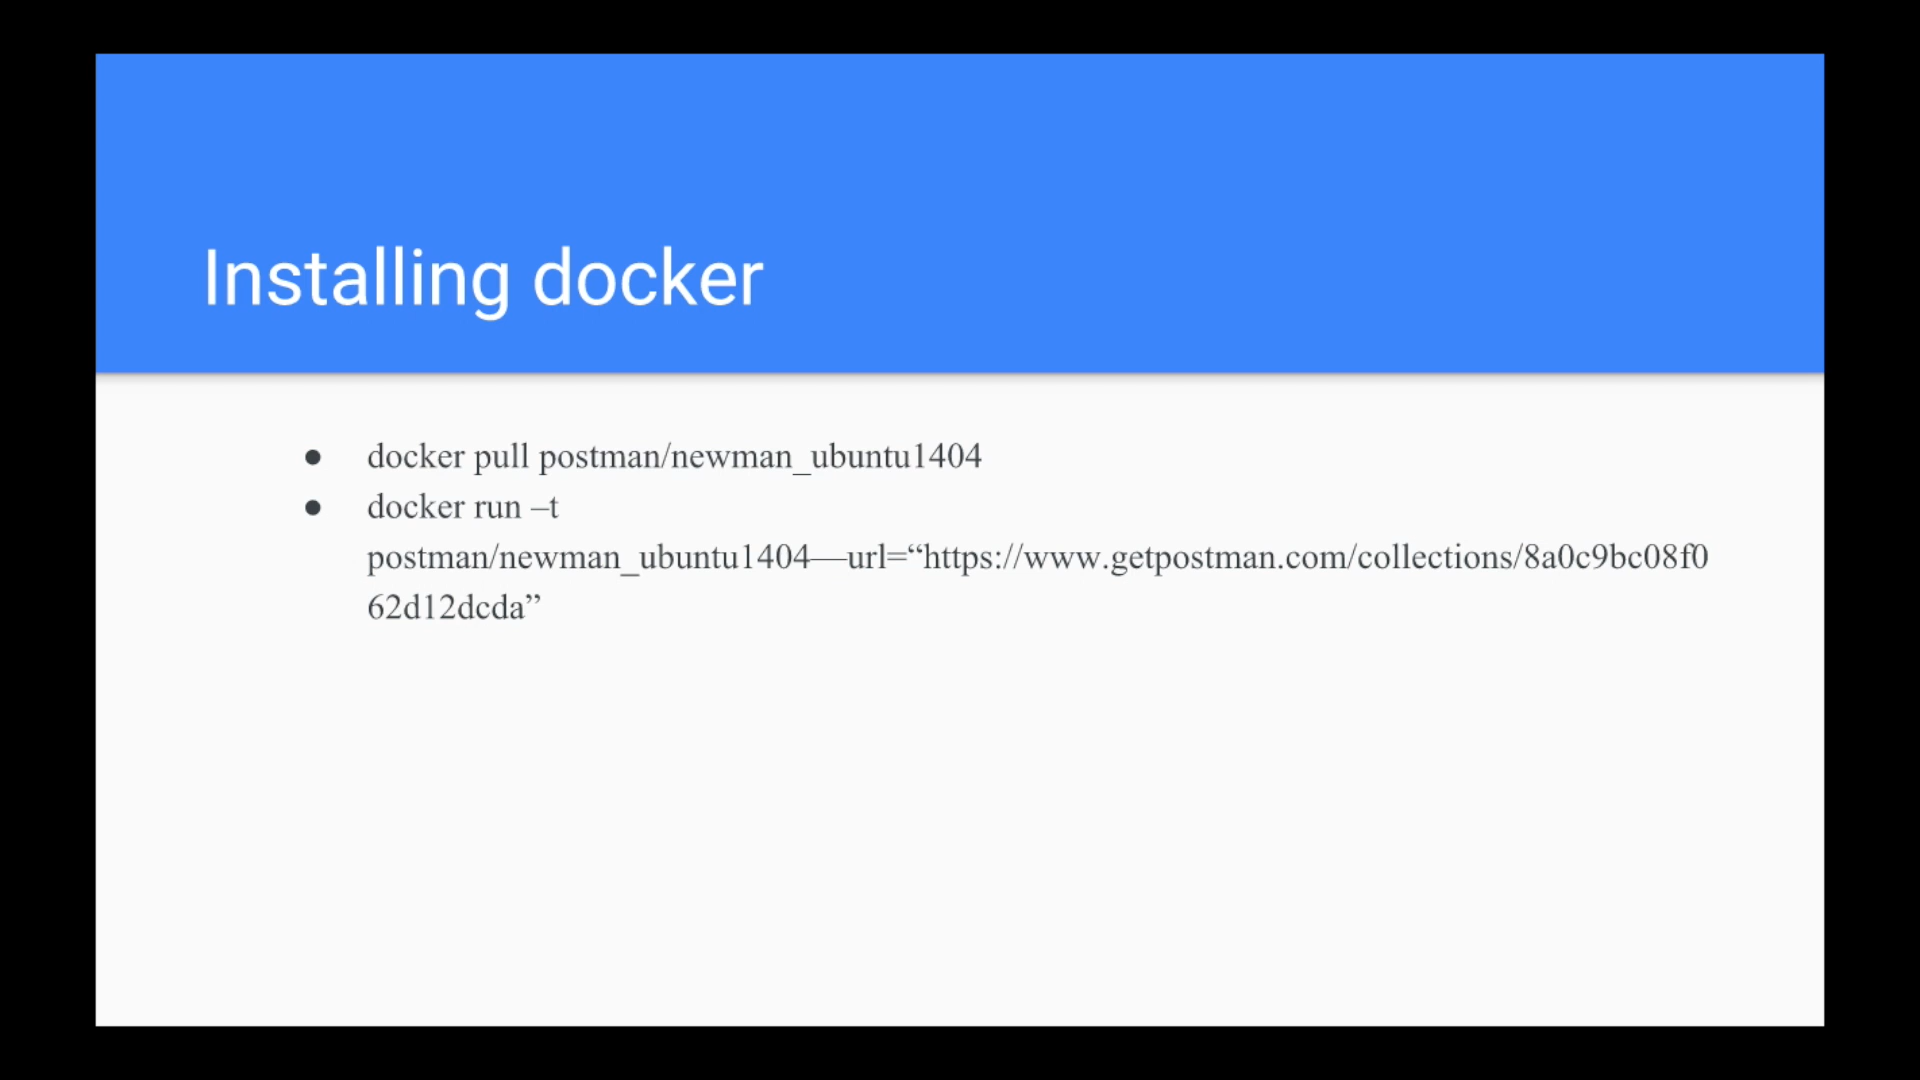 Installing docker
● docker pull postman/newman_ubuntu1404
● docker run –t
postman/newman_ubuntu1404—url=“https://www.getpostman.com/collections/8a0c9bc08f0
62d12dcda”